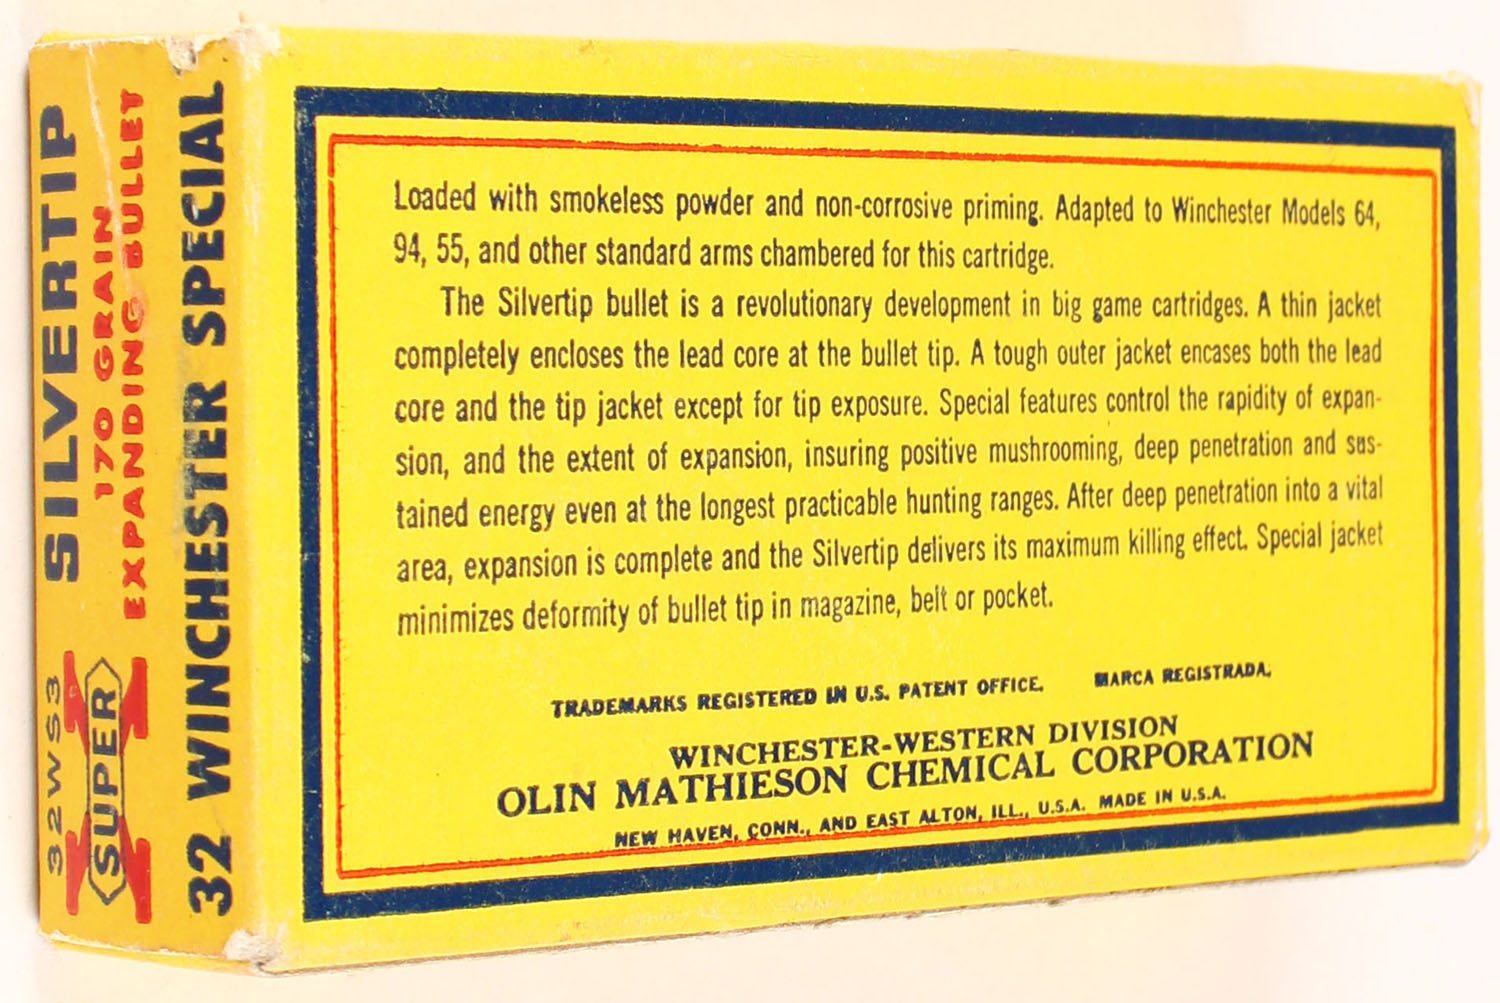 SILVERTIP
170 GRAIN
EXPANDING BULLET
32WS3
X
SUPER
32 WINCHESTER SPECIAL
Loaded with smokeless powder and non-corrosive priming. Adapted to Winchester Models 64,
94, 55, and other standard arms chambered for this cartridge.
The Silvertip bullet is a revolutionary development in big game cartridges. A thin jacket
completely encloses the lead core at the bullet tip. A tough outer jacket encases both the lead
core and the tip jacket except for tip exposure. Special features control the rapidity of expan-
sion, and the extent of expansion, insuring positive mushrooming, deep penetration and sus-
tained energy even at the longest practicable hunting ranges. After deep penetration into a vital
area, expansion is complete and the Silvertip delivers its maximum killing effect. Special jacket
minimizes deformity of bullet tip in magazine, belt or pocket.
TRADEMARKS REGISTERED IN U.S. PATENT OFFICE. MARCA REGISTRADA.
WINCHESTER-WESTERN DIVISION
OLIN MATHIESON CHEMICAL CORPORATION
NEW HAVEN, CONN., AND EAST ALTON, ILL., U.S.A. MADE IN U.S.A.